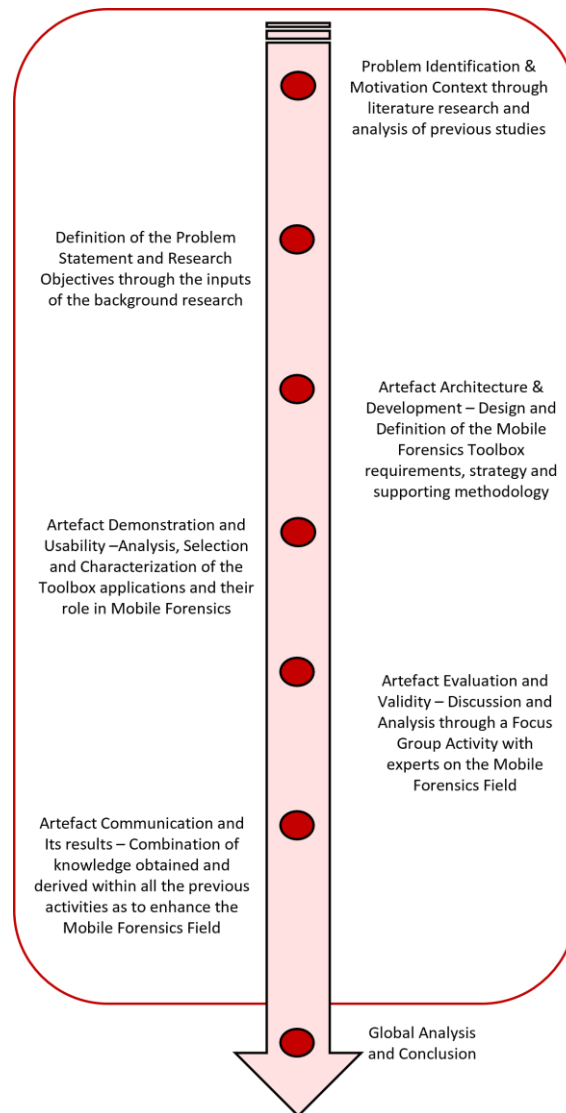 Problem Identification &
Motivation Context through
literature research and
analysis of previous studies
Definition of the Problem
Statement and Research
Objectives through the inputs
of the background research
Artefact Architecture &
Development – Design and
Definition of the Mobile
Forensics Toolbox
requirements, strategy and
supporting methodology
Artefact Demonstration and
Usability –Analysis, Selection
and Characterization of the
Toolbox applications and their
role in Mobile Forensics
Artefact Evaluation and
Validity – Discussion and
Analysis through a Focus
Group Activity with
experts on the Mobile
Forensics Field
Artefact Communication and
Its results – Combination of
knowledge obtained and
derived within all the previous
activities as to enhance the
Mobile Forensics Field
Global Analysis
and Conclusion